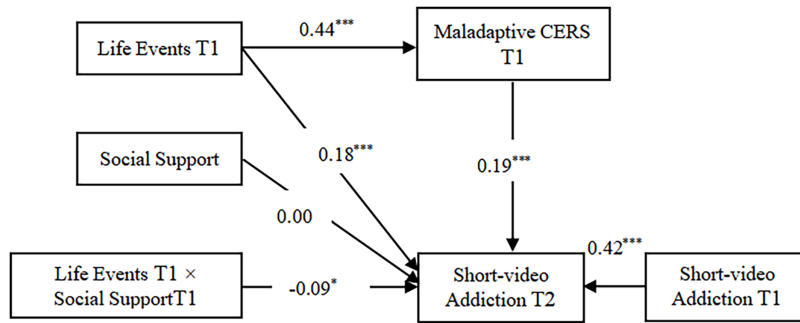 Life Events T1
0.44***
Maladaptive CERS
T1
Social Support
0.18***
0.19***
0.00
Life Events T1 ×
Social SupportT1
-0.09*
Short-video
Addiction T2
0.42***
Short-video
Addiction T1